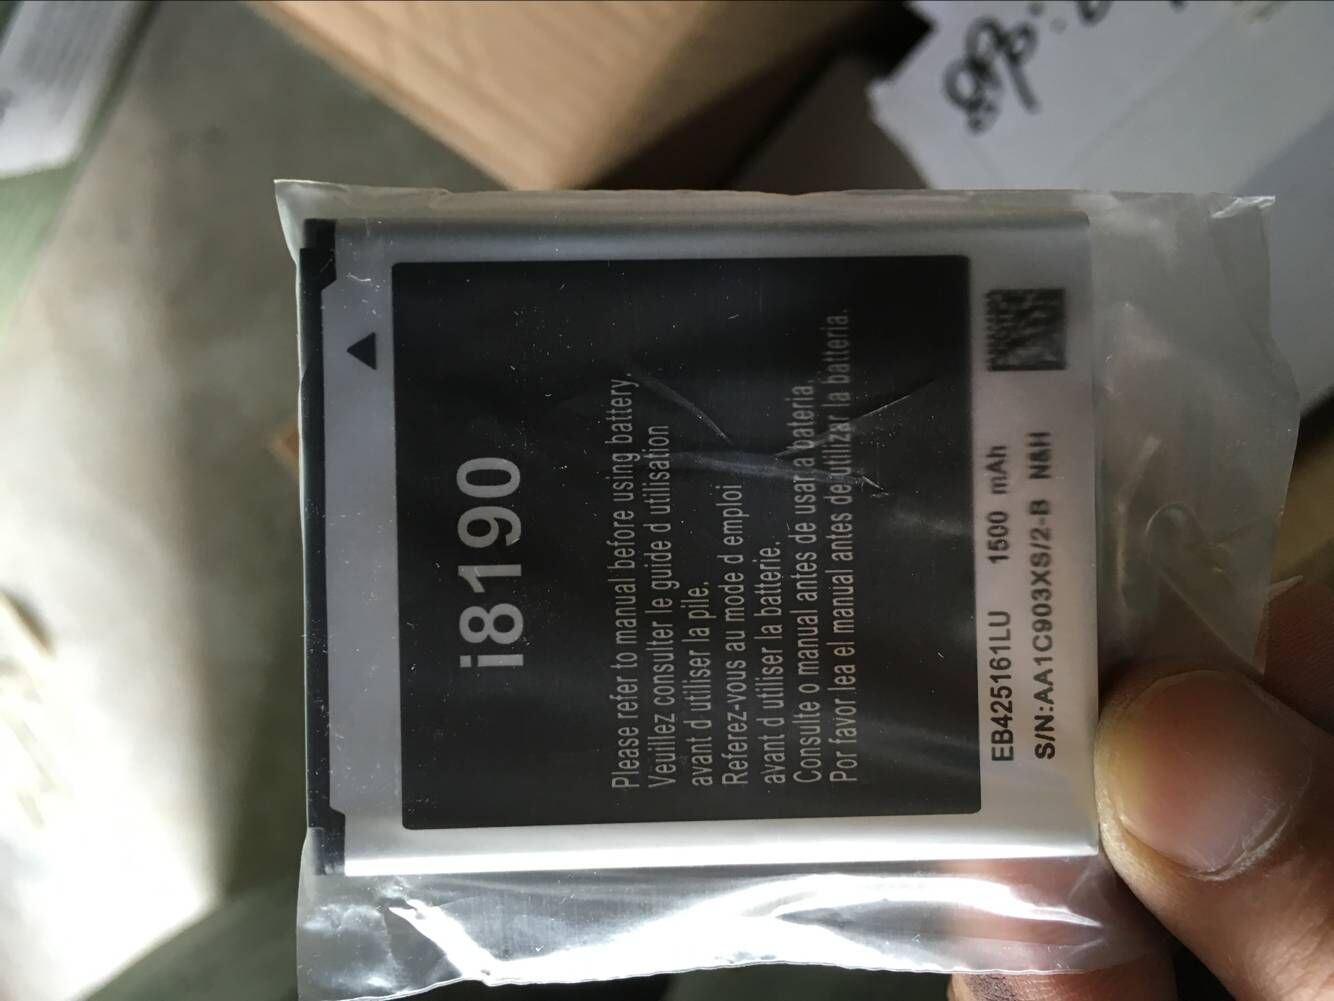 i8190
Please refer to manual before using battery.
Veuillez consulter le guide d utilisation
avant d utiliser la pile.
Referez-vous au mode d emploi
avant d utiliser la batterie.
Consulte o manual antes de usar a bateria.
Por favor lea el manual antes de utilizar la batteria.
EB425161LU 1500 mAh
S/N:AA1C903XS/2-B N&H